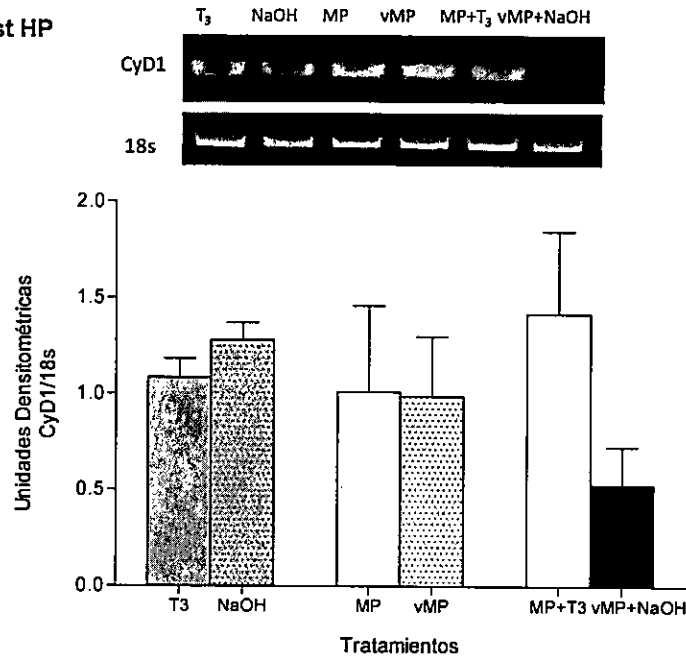 st HP
T3 NaOH MP vMP MP+T3 vMP+NaOH
CyD1
18s
Unidades Densitométricas
CyD1/18s
2.0
1.5
1.0
0.5
0.0
T3 NaOH MP vMP MP+T3 vMP+NaOH
Tratamientos